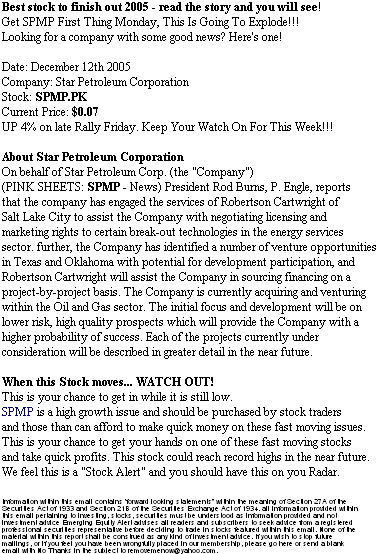 Best stock to finish out 2005 - read the story and you will see!
Get SPMP First Thing Monday, This Is Going To Explode!!!
Looking for a company with some good news? Here's one!
Date: December 12th 2005
Company: Star Petroleum Corporation
Stock: SPMP.PK
Current Price: $0.07
UP 4% on late Rally Friday. Keep Your Watch On For This Week!!!
About Star Petroleum Corporation
On behalf of Star Petroleum Corp. (the "Company")
(PINK SHEETS: SPMP - News) President Rod Burns, P. Engle, reports
that the company has engaged the services of Robertson Cartwright of
Salt Lake City to assist the Company with negotiating licensing and
marketing rights to certain break-out technologies in the energy services
sector. further, the Company has identified a number of venture opportunities
in Texas and Oklahoma with potential for development participation, and
Robertson Cartwright will assist the Company in sourcing financing on a
project-by-project basis. The Company is currently acquiring and venturing
within the Oil and Gas sector. The initial focus and development will be on
lower risk, high quality prospects which will provide the Company with a
higher probability of success. Each of the projects currently under
consideration will be described in greater detail in the near future.
When this Stock moves... WATCH OUT!
This is your chance to get in while it is still low.
SPMP is a high growth issue and should be purchased by stock traders
and those than can afford to make quick money on these fast moving issues.
This is your chance to get your hands on one of these fast moving stocks
and take quick profits. This stock could reach record highs in the near future.
We feel this is a "Stock Alert" and you should have this on you Radar.
Information within this email contains "forward looking statements" within the meaning of Section 27A of the
Securities Act of 1933 and Section 21B of the Securities Exchange Act of 1934. all information provided within
this email pertaining to investing, stocks, securities must be understood as information provided and not
investment advice. Emerging Equity Alert advises all readers and subscribers to seek advice from a registered
professional securities representative before deciding to trade in stocks featured within this email. None of the
material within this report shall be construed as any kind of investment advice. If you wish to stop future
mailings, or if you feel you have been wrongfully placed in our membership, please go here or send a blank
email with No Thanks in the subject to removemenow@yahoo.com.